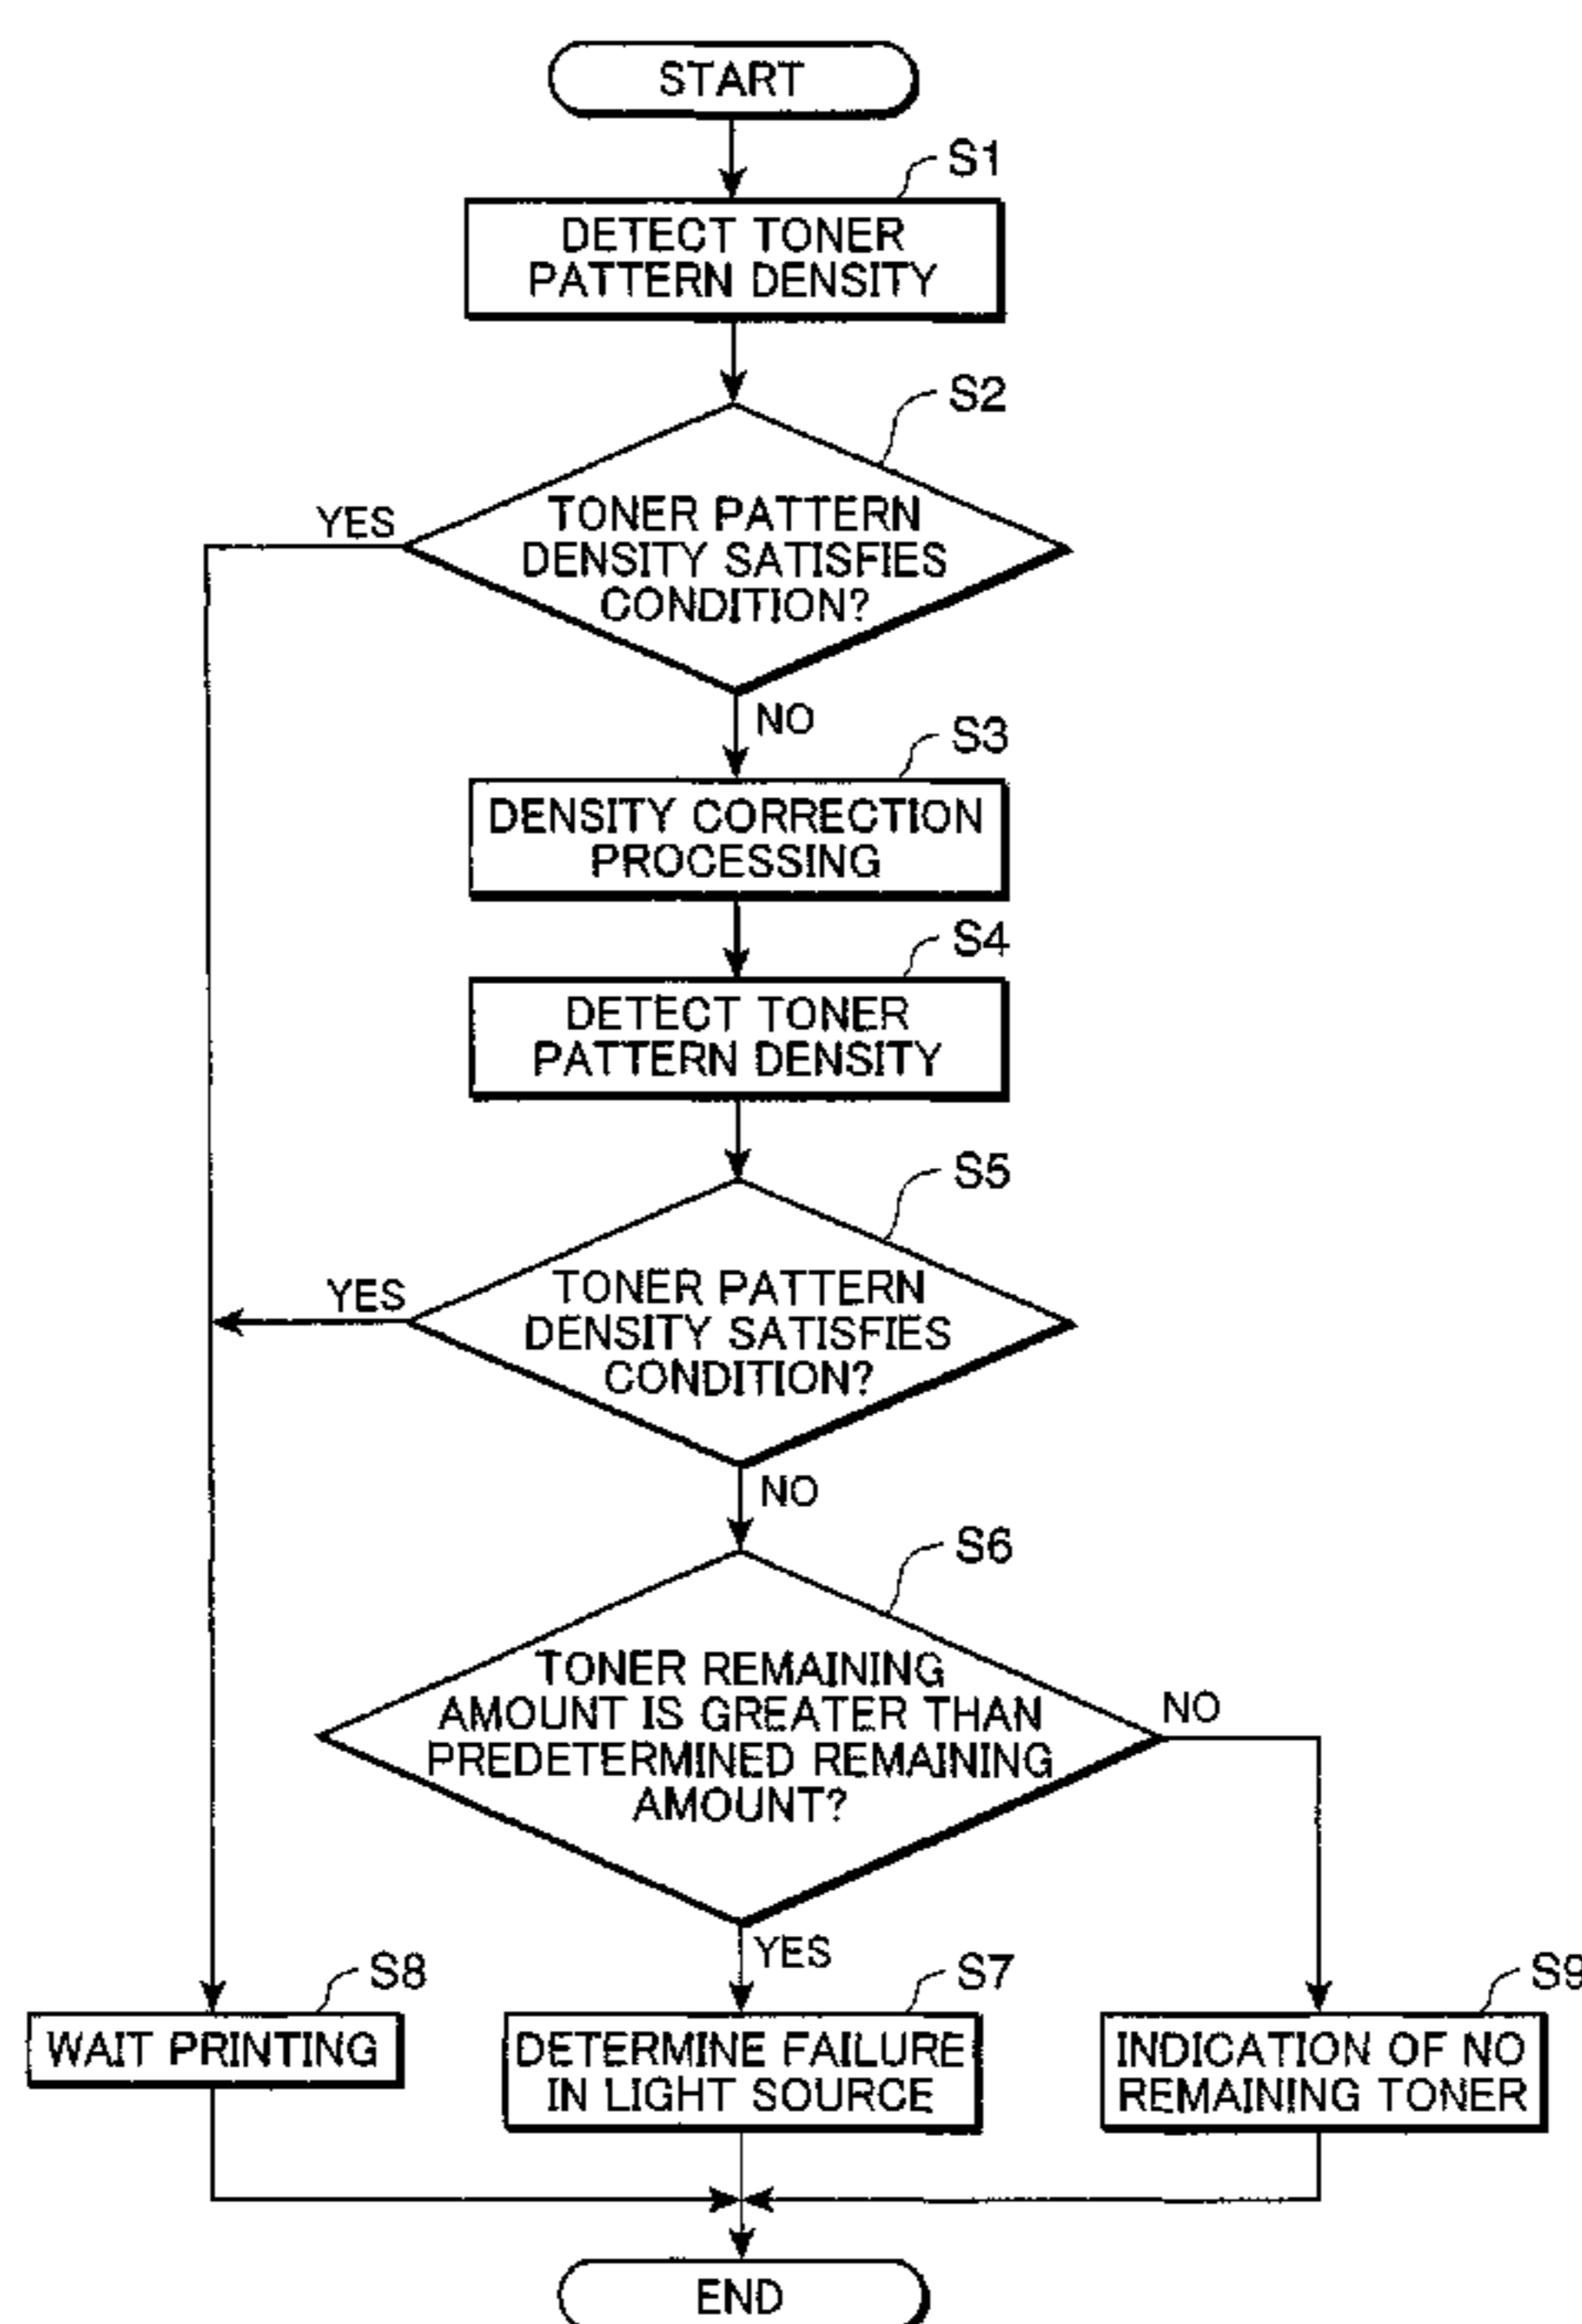 START
S1
DETECT TONER
PATTERN DENSITY
S2
TONER PATTERN
DENSITY SATISFIES
CONDITION?
YES
NO
S3
DENSITY CORRECTION
PROCESSING
S4
DETECT TONER
PATTERN DENSITY
S5
TONER PATTERN
DENSITY SATISFIES
CONDITION?
YES
NO
S6
TONER REMAINING
AMOUNT IS GREATER THAN
PREDETERMINED REMAINING
AMOUNT?
NO
YES
S8
WAIT PRINTING
S7
DETERMINE FAILURE
IN LIGHT SOURCE
S9
INDICATION OF NO
REMAINING TONER
END